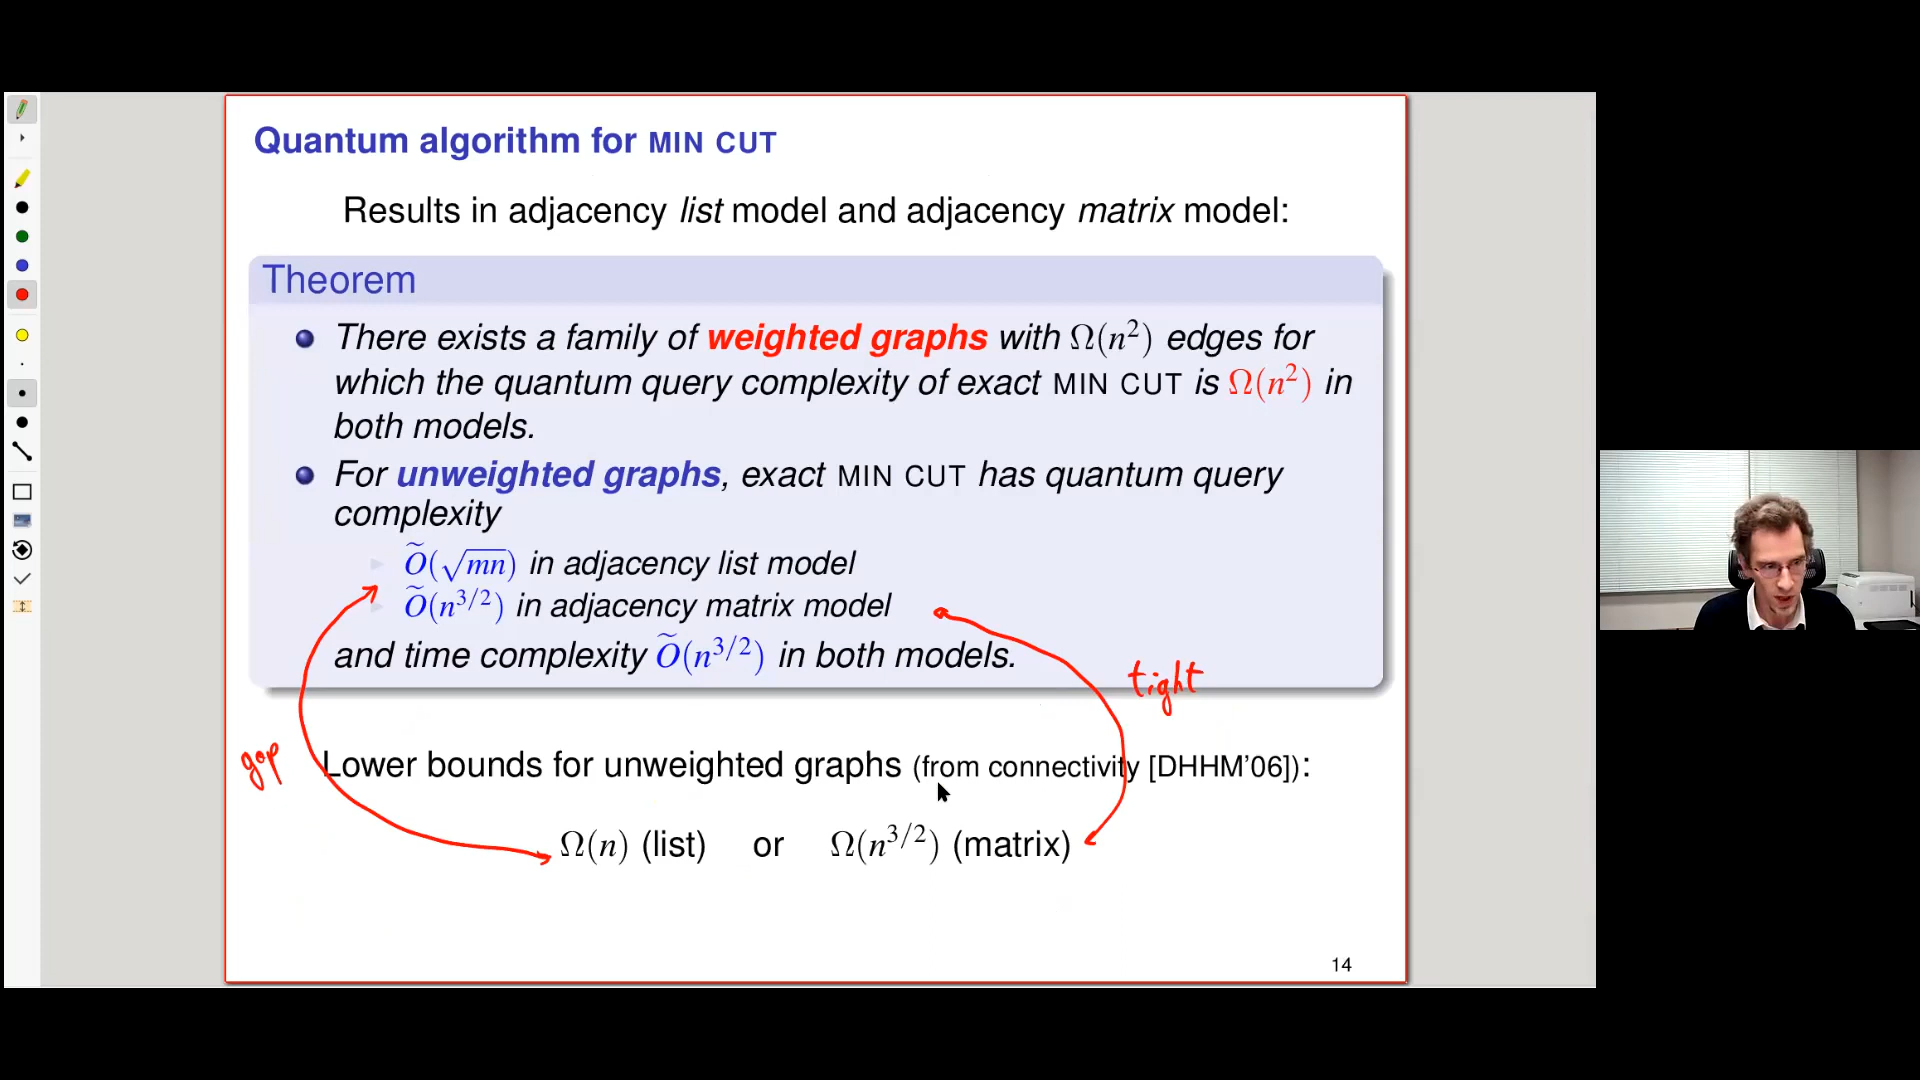 Quantum algorithm for MIN CUT
Results in adjacency list model and adjacency matrix model:
Theorem
There exists a family of weighted graphs with Ω(n²) edges for
which the quantum query complexity of exact MIN CUT is Ω(n²) in
both models.
For unweighted graphs, exact MIN CUT has quantum query
complexity
Õ(√mn) in adjacency list model
Õ(n^{3/2}) in adjacency matrix model
and time complexity Õ(n^{3/2}) in both models.
tight
gap
Lower bounds for unweighted graphs (from connectivity [DHHM'06]):
Ω(n) (list) or Ω(n^{3/2}) (matrix)
14